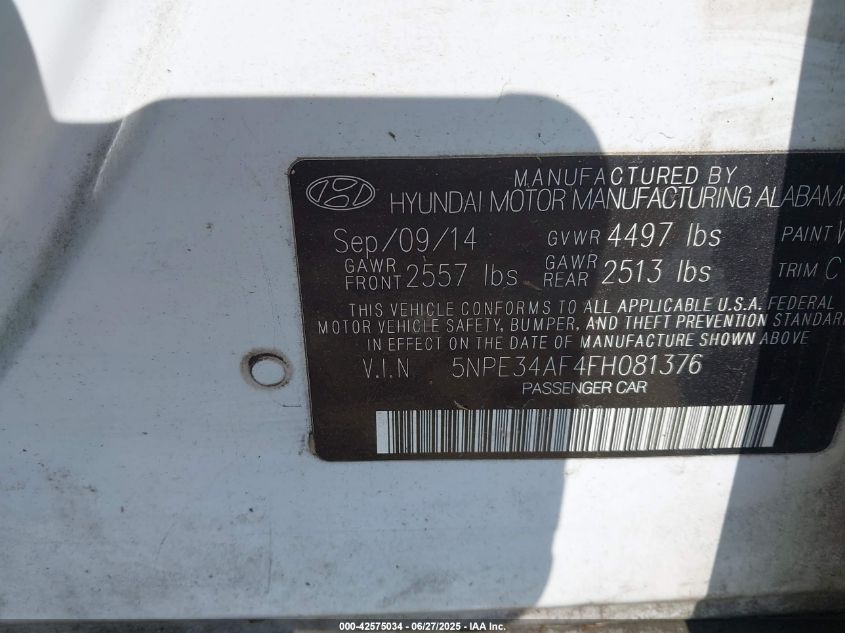 MANUFACTURED BY
HYUNDAI MOTOR MANUFACTURING ALABAMA
Sep/09/14 GVWR 4497 lbs PAINT
GAWR FRONT 2557 lbs GAWR REAR 2513 lbs TRIM C
THIS VEHICLE CONFORMS TO ALL APPLICABLE U.S.A. FEDERAL
MOTOR VEHICLE SAFETY, BUMPER, AND THEFT PREVENTION STANDAR
IN EFFECT ON THE DATE OF MANUFACTURE SHOWN ABOVE
V.I.N 5NPE34AF4FH081376
PASSENGER CAR
000-42575034 - 06/27/2025 - IAA Inc.